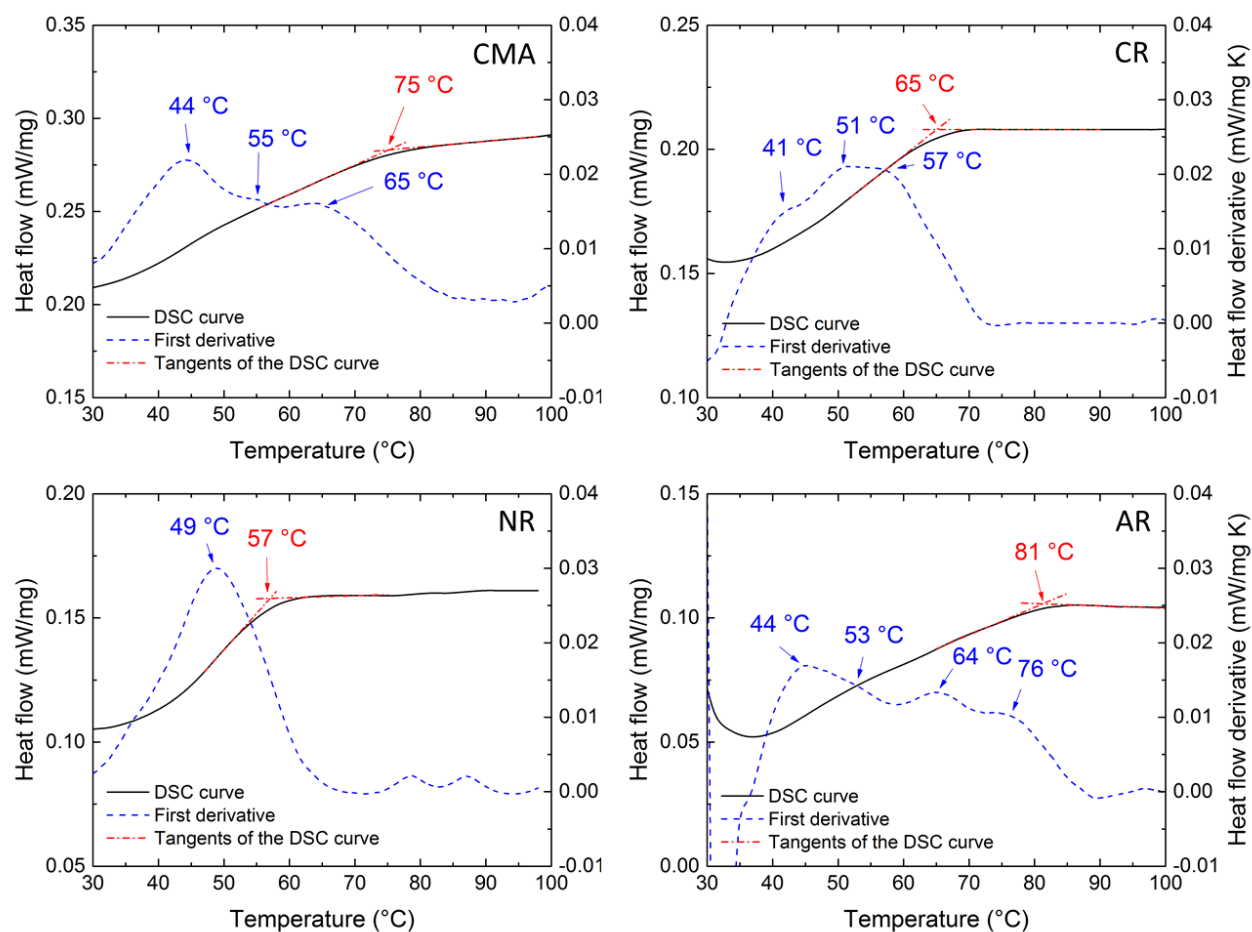 CMA
0.35
0.30
0.25
0.20
0.15
Heat flow (mW/mg)
0.04
0.03
0.02
0.01
0.00
-0.01
44 °C
55 °C
65 °C
75 °C
DSC curve
First derivative
Tangents of the DSC curve
30 40 50 60 70 80 90 100
Temperature (°C)
CR
0.25
0.20
0.15
0.10
Heat flow (mW/mg)
0.04
0.03
0.02
0.01
0.00
-0.01
Heat flow derivative (mW/mg K)
41 °C
51 °C
57 °C
65 °C
DSC curve
First derivative
Tangents of the DSC curve
30 40 50 60 70 80 90 100
Temperature (°C)
NR
0.20
0.15
0.10
0.05
Heat flow (mW/mg)
0.04
0.03
0.02
0.01
0.00
-0.01
49 °C
57 °C
DSC curve
First derivative
Tangents of the DSC curve
30 40 50 60 70 80 90 100
Temperature (°C)
AR
0.15
0.10
0.05
0.00
Heat flow (mW/mg)
0.04
0.03
0.02
0.01
0.00
-0.01
Heat flow derivative (mW/mg K)
44 °C
53 °C
64 °C
76 °C
81 °C
DSC curve
First derivative
Tangents of the DSC curve
30 40 50 60 70 80 90 100
Temperature (°C)